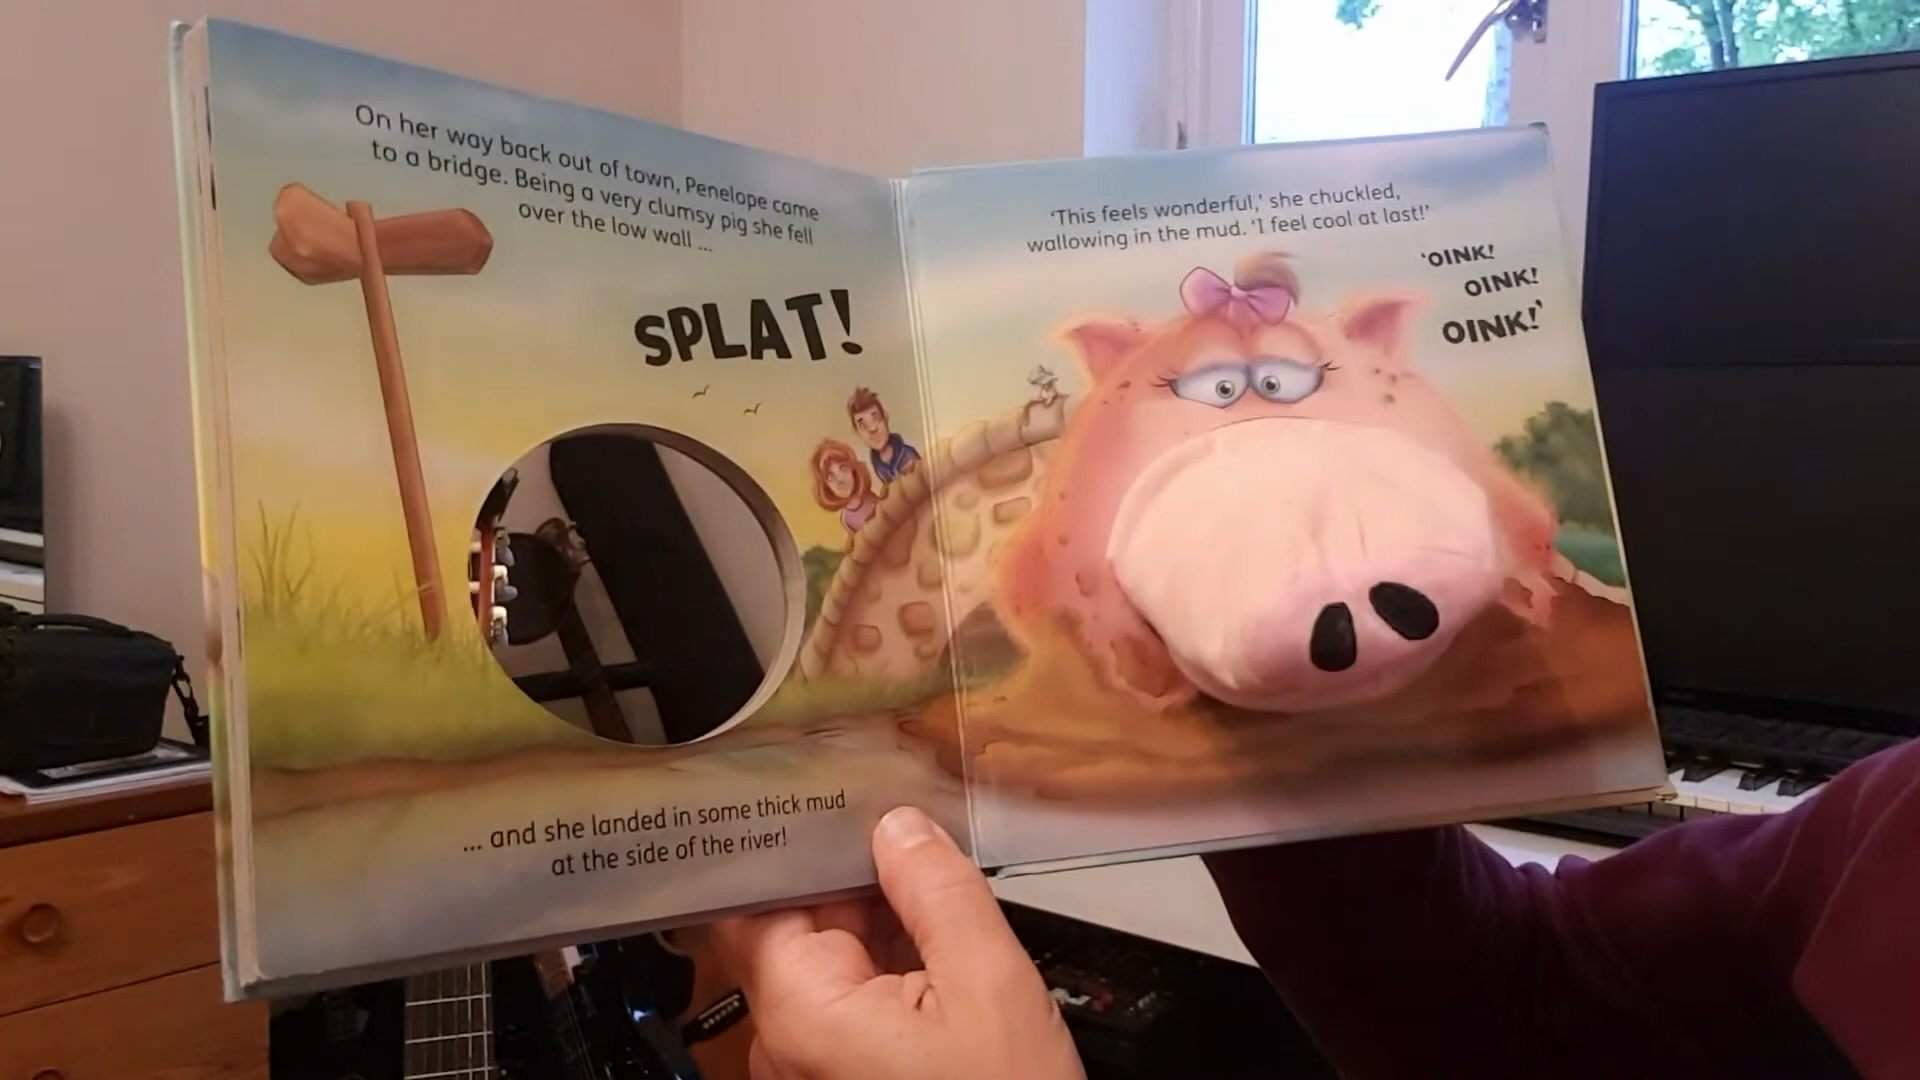 On her way back out of town, Penelope came
to a bridge. Being a very clumsy pig she fell
over the low wall ...
SPLAT!
... and she landed in some thick mud
at the side of the river!
'This feels wonderful,' she chuckled,
wallowing in the mud. 'I feel cool at last!'
'OINK!
OINK!
OINK!'